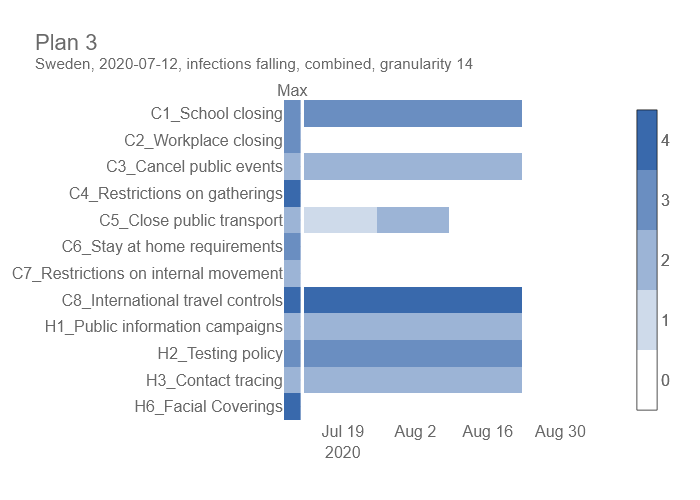 Plan 3
Sweden, 2020-07-12, infections falling, combined, granularity 14
Max
C1_School closing
C2_Workplace closing
C3_Cancel public events
C4_Restrictions on gatherings
C5_Close public transport
C6_Stay at home requirements
C7_Restrictions on internal movement
C8_International travel controls
H1_Public information campaigns
H2_Testing policy
H3_Contact tracing
H6_Facial Coverings
Jul 19 Aug 2 Aug 16 Aug 30
2020
4
3
2
1
0